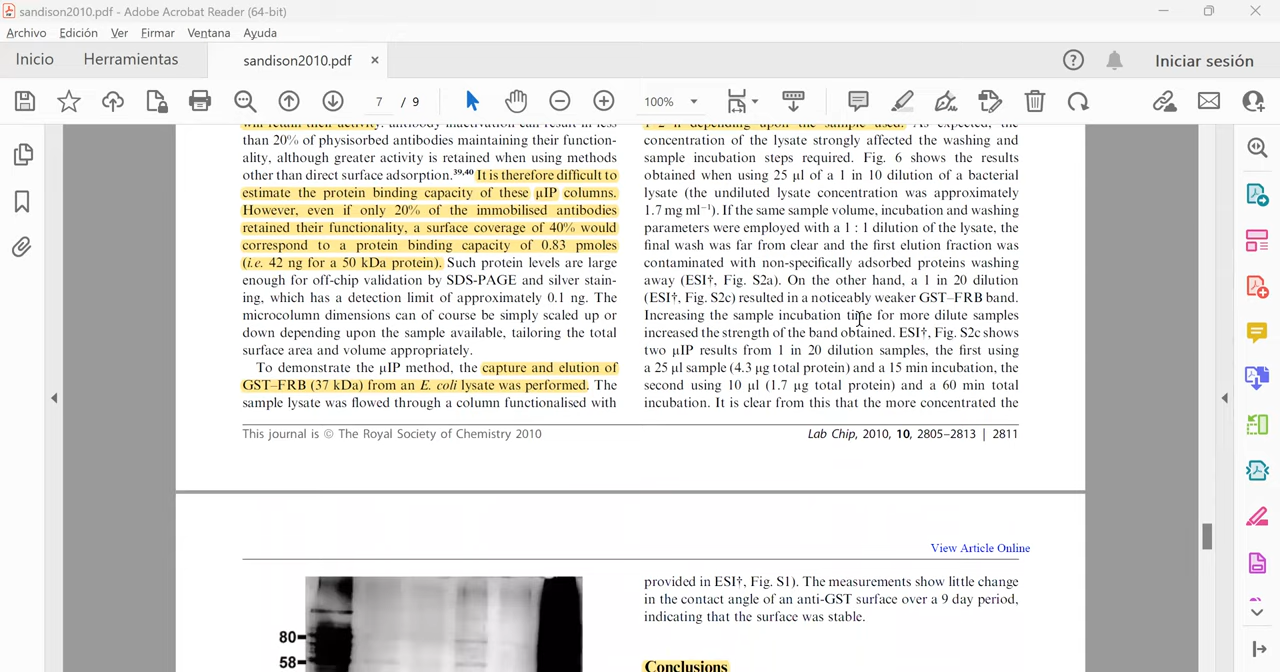 sandison2010.pdf - Adobe Acrobat Reader (64-bit)
Archivo Edición Ver Firmar Ventana Ayuda
Inicio Herramientas sandison2010.pdf × Iniciar sesión
7 / 9 100%
will retain their activity. antibody inactivation can result in less
than 20% of physisorbed antibodies maintaining their function-
ality, although greater activity is retained when using methods
other than direct surface adsorption.39,40 It is therefore difficult to
estimate the protein binding capacity of these μIP columns.
However, even if only 20% of the immobilised antibodies
retained their functionality, a surface coverage of 40% would
correspond to a protein binding capacity of 0.83 pmoles
(i.e. 42 ng for a 50 kDa protein). Such protein levels are large
enough for off-chip validation by SDS-PAGE and silver stain-
ing, which has a detection limit of approximately 0.1 ng. The
microcolumn dimensions can of course be simply scaled up or
down depending upon the sample available, tailoring the total
surface area and volume appropriately.
To demonstrate the μIP method, the capture and elution of
GST–FRB (37 kDa) from an E. coli lysate was performed. The
sample lysate was flowed through a column functionalised with
1–2 h depending upon the sample used. As expected, the
concentration of the lysate strongly affected the washing and
sample incubation steps required. Fig. 6 shows the results
obtained when using 25 μl of a 1 in 10 dilution of a bacterial
lysate (the undiluted lysate concentration was approximately
1.7 mg ml−1). If the same sample volume, incubation and washing
parameters were employed with a 1 : 1 dilution of the lysate, the
final wash was far from clear and the first elution fraction was
contaminated with non-specifically adsorbed proteins washing
away (ESI†, Fig. S2a). On the other hand, a 1 in 20 dilution
(ESI†, Fig. S2c) resulted in a noticeably weaker GST–FRB band.
Increasing the sample incubation time for more dilute samples
increased the strength of the band obtained. ESI†, Fig. S2c shows
two μIP results from 1 in 20 dilution samples, the first using
a 25 μl sample (4.3 μg total protein) and a 15 min incubation, the
second using 10 μl (1.7 μg total protein) and a 60 min total
incubation. It is clear from this that the more concentrated the
This journal is © The Royal Society of Chemistry 2010
Lab Chip, 2010, 10, 2805–2813 | 2811
View Article Online
80
58
provided in ESI†, Fig. S1). The measurements show little change
in the contact angle of an anti-GST surface over a 9 day period,
indicating that the surface was stable.
Conclusions